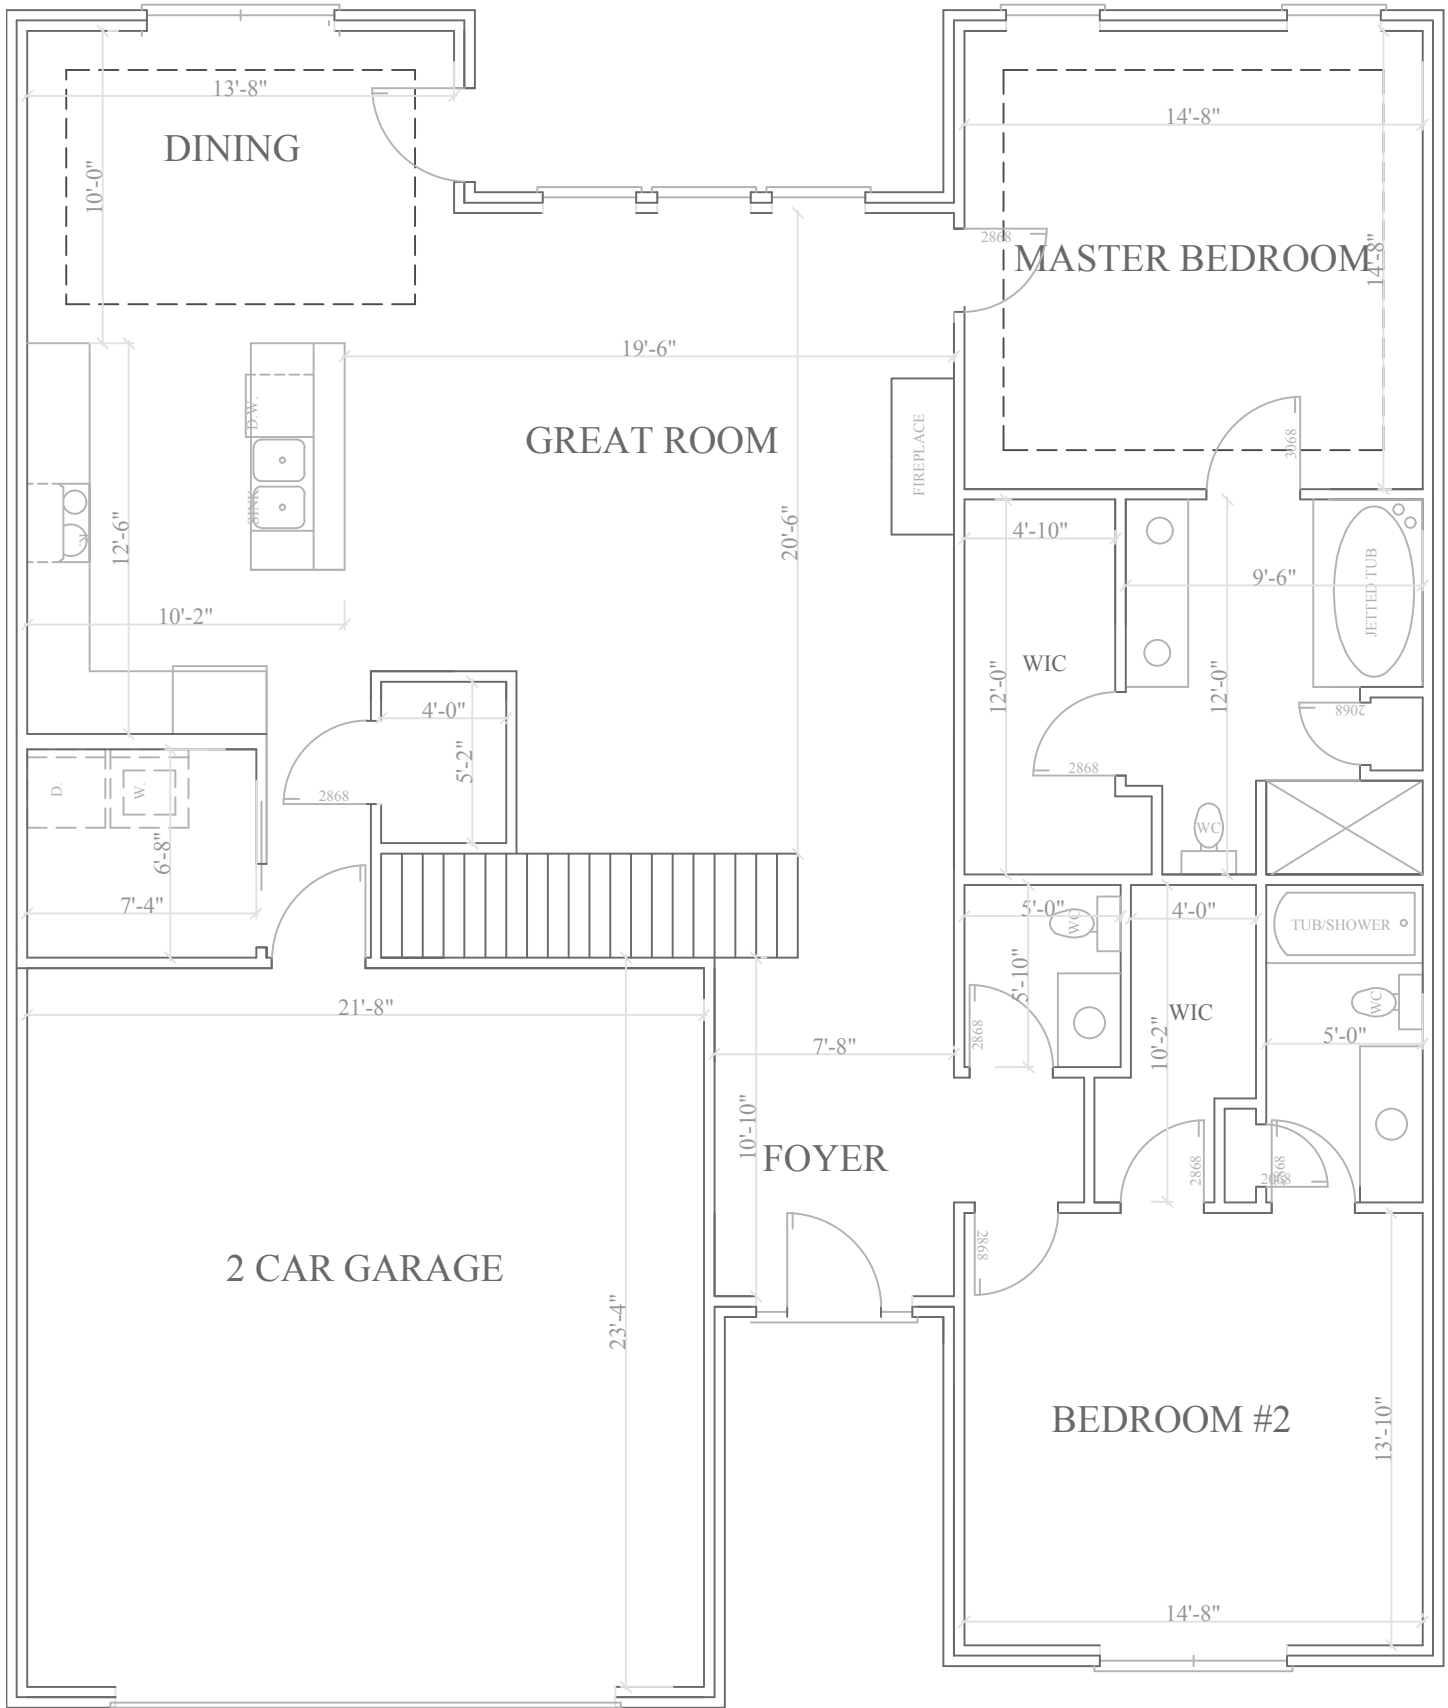 13'-8"
DINING
10'-0"
14'-8"
2868
MASTER BEDROOM
14'-8"
19'-6"
D.W.
GREAT ROOM
FIREPLACE
3068
SINK
R.
12'-6"
20'-6"
4'-10"
9'-6"
JETTED TUB
10'-2"
WIC
12'-0"
12'-0"
4'-0"
2068
5'-2"
2868
2868
D.
W.
WC
6'-8"
7'-4"
5'-0"
WC
4'-0"
TUB/SHOWER
5'-10"
WIC
WC
21'-8"
2868
7'-8"
10'-2"
5'-0"
10'-10"
FOYER
2868
2868
2068
2868
2 CAR GARAGE
23'-4"
BEDROOM #2
13'-10"
14'-8"